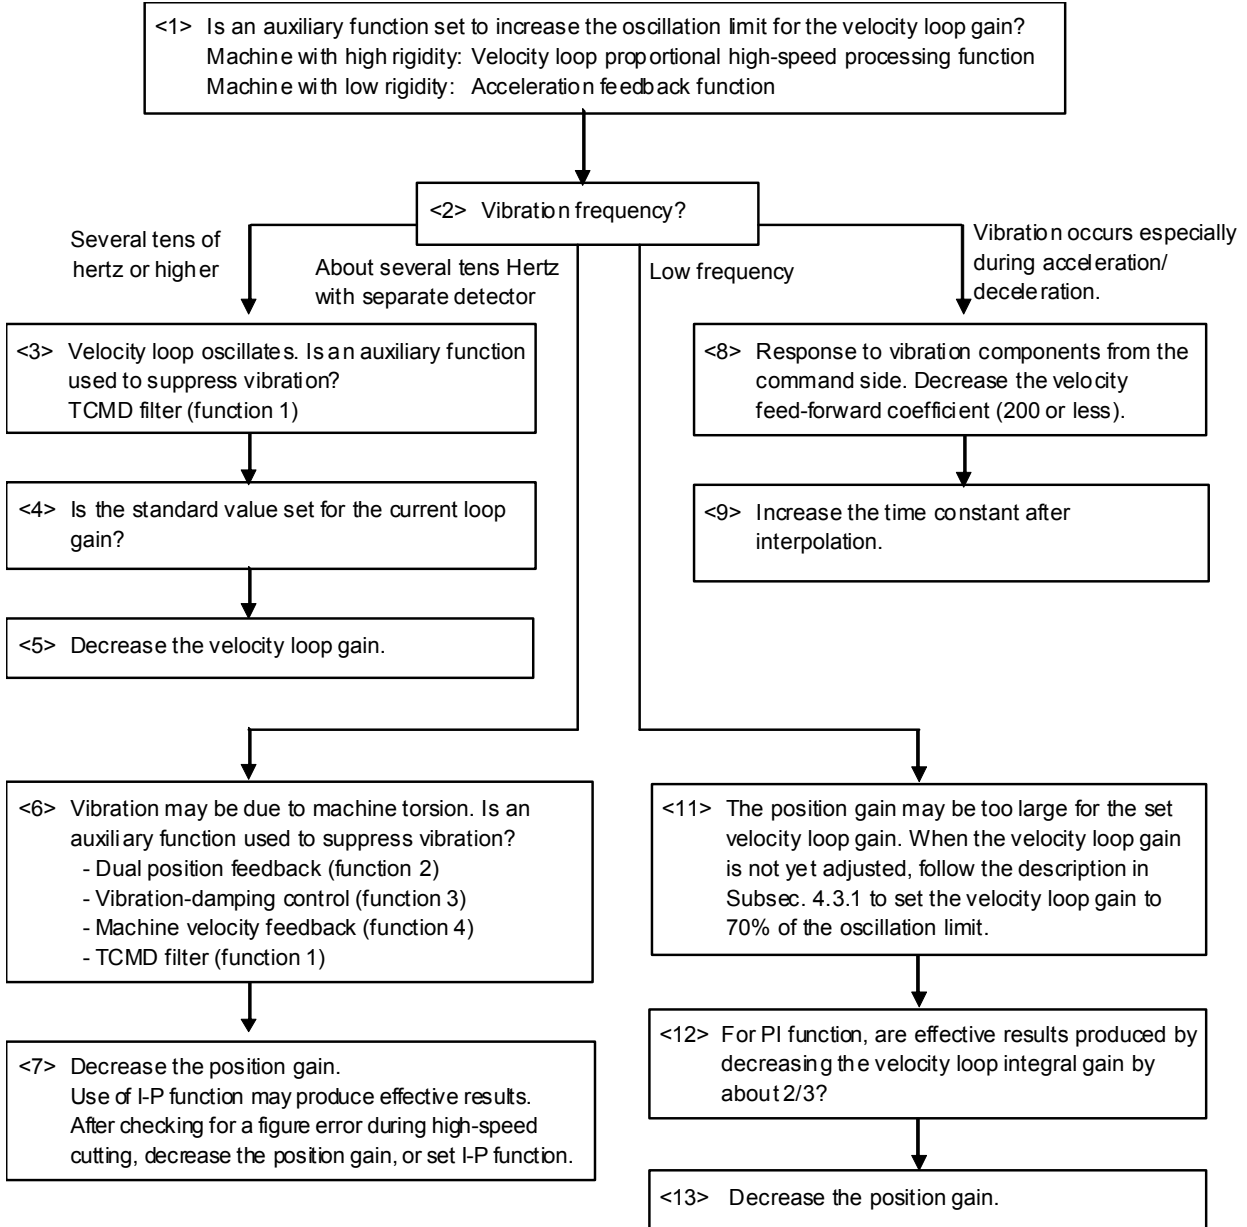 <1> Is an auxiliary function set to increase the oscillation limit for the velocity loop gain?
Machine with high rigidity: Velocity loop proportional high-speed processing function
Machine with low rigidity: Acceleration feedback function
<2> Vibration frequency?
Several tens of
hertz or higher
About several tens Hertz
with separate detector
Low frequency
Vibration occurs especially
during acceleration/
deceleration.
<3> Velocity loop oscillates. Is an auxiliary function
used to suppress vibration?
TCMD filter (function 1)
<8> Response to vibration components from the
command side. Decrease the velocity
feed-forward coefficient (200 or less).
<4> Is the standard value set for the current loop
gain?
<9> Increase the time constant after
interpolation.
<5> Decrease the velocity loop gain.
<6> Vibration may be due to machine torsion. Is an
auxiliary function used to suppress vibration?
- Dual position feedback (function 2)
- Vibration-damping control (function 3)
- Machine velocity feedback (function 4)
- TCMD filter (function 1)
<11> The position gain may be too large for the set
velocity loop gain. When the velocity loop gain
is not yet adjusted, follow the description in
Subsec. 4.3.1 to set the velocity loop gain to
70% of the oscillation limit.
<7> Decrease the position gain.
Use of I-P function may produce effective results.
After checking for a figure error during high-speed
cutting, decrease the position gain, or set I-P function.
<12> For PI function, are effective results produced by
decreasing the velocity loop integral gain by
about 2/3?
<13> Decrease the position gain.